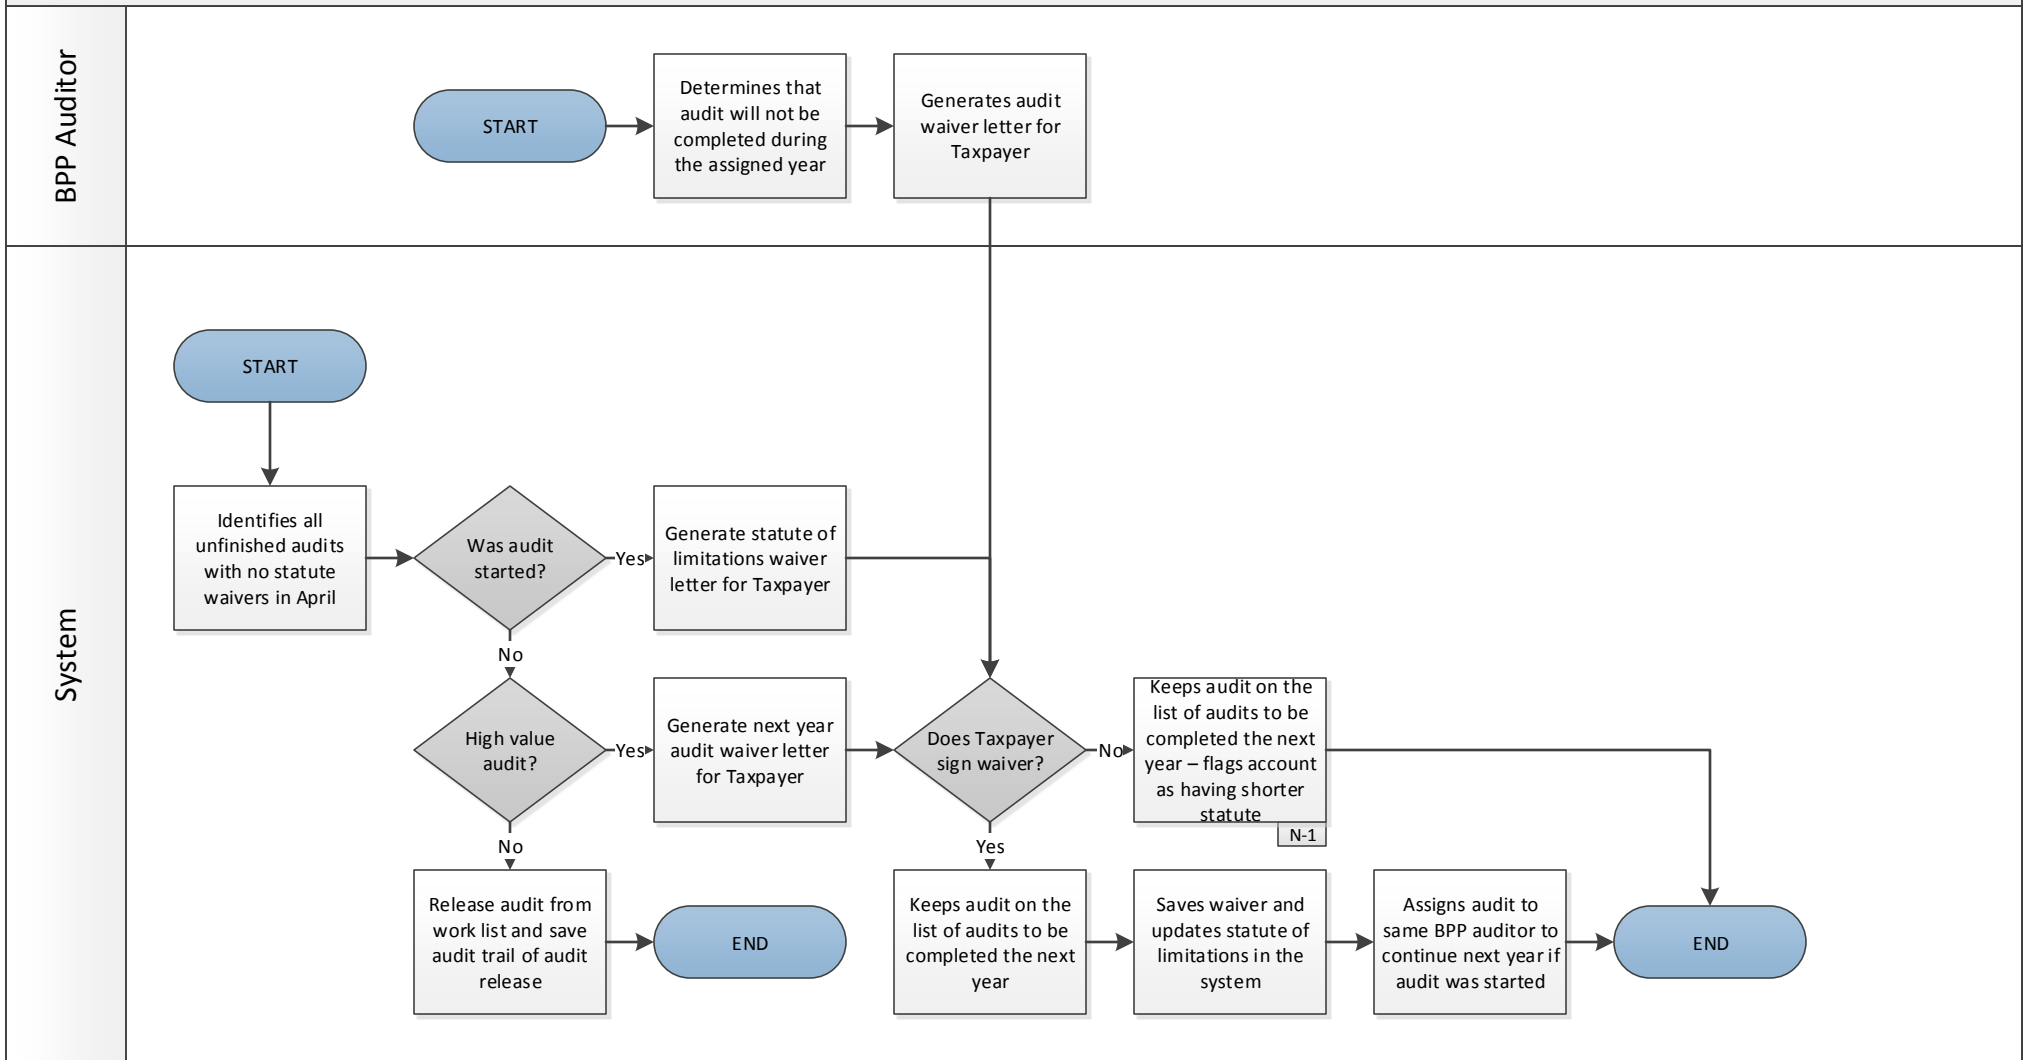 BPP Auditor
START
Determines that
audit will not be
completed during
the assigned year
Generates audit
waiver letter for
Taxpayer
System
START
Identifies all
unfinished audits
with no statute
waivers in April
Was audit
started?
Yes
Generate statute of
limitations waiver
letter for Taxpayer
No
High value
audit?
Yes
Generate next year
audit waiver letter
for Taxpayer
Does Taxpayer
sign waiver?
No
Keeps audit on the
list of audits to be
completed the next
year – flags account
as having shorter
statute
N-1
No
Yes
Release audit from
work list and save
audit trail of audit
release
END
Keeps audit on the
list of audits to be
completed the next
year
Saves waiver and
updates statute of
limitations in the
system
Assigns audit to
same BPP auditor to
continue next year if
audit was started
END